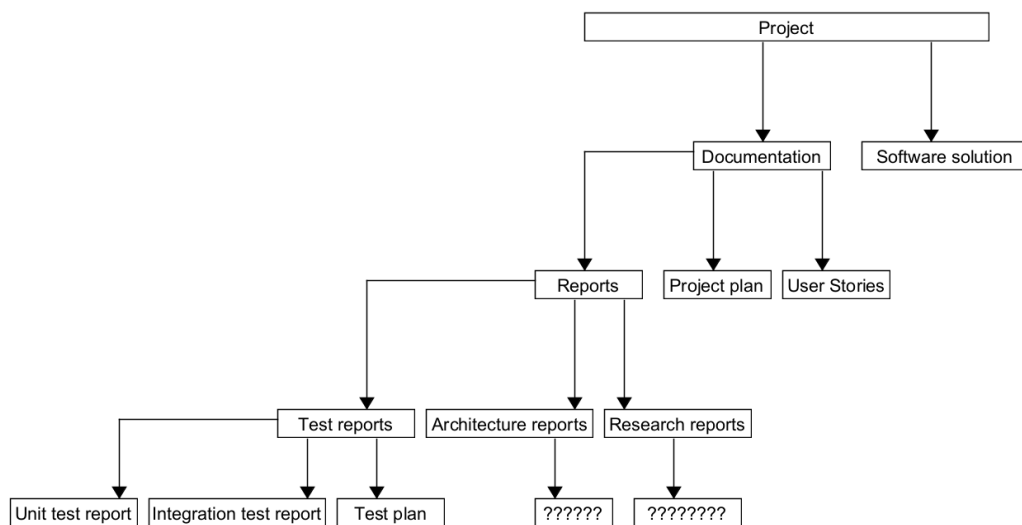 Project
Documentation
Software solution
Reports
Project plan
User Stories
Test reports
Architecture reports
Research reports
Unit test report
Integration test report
Test plan
??????
????????